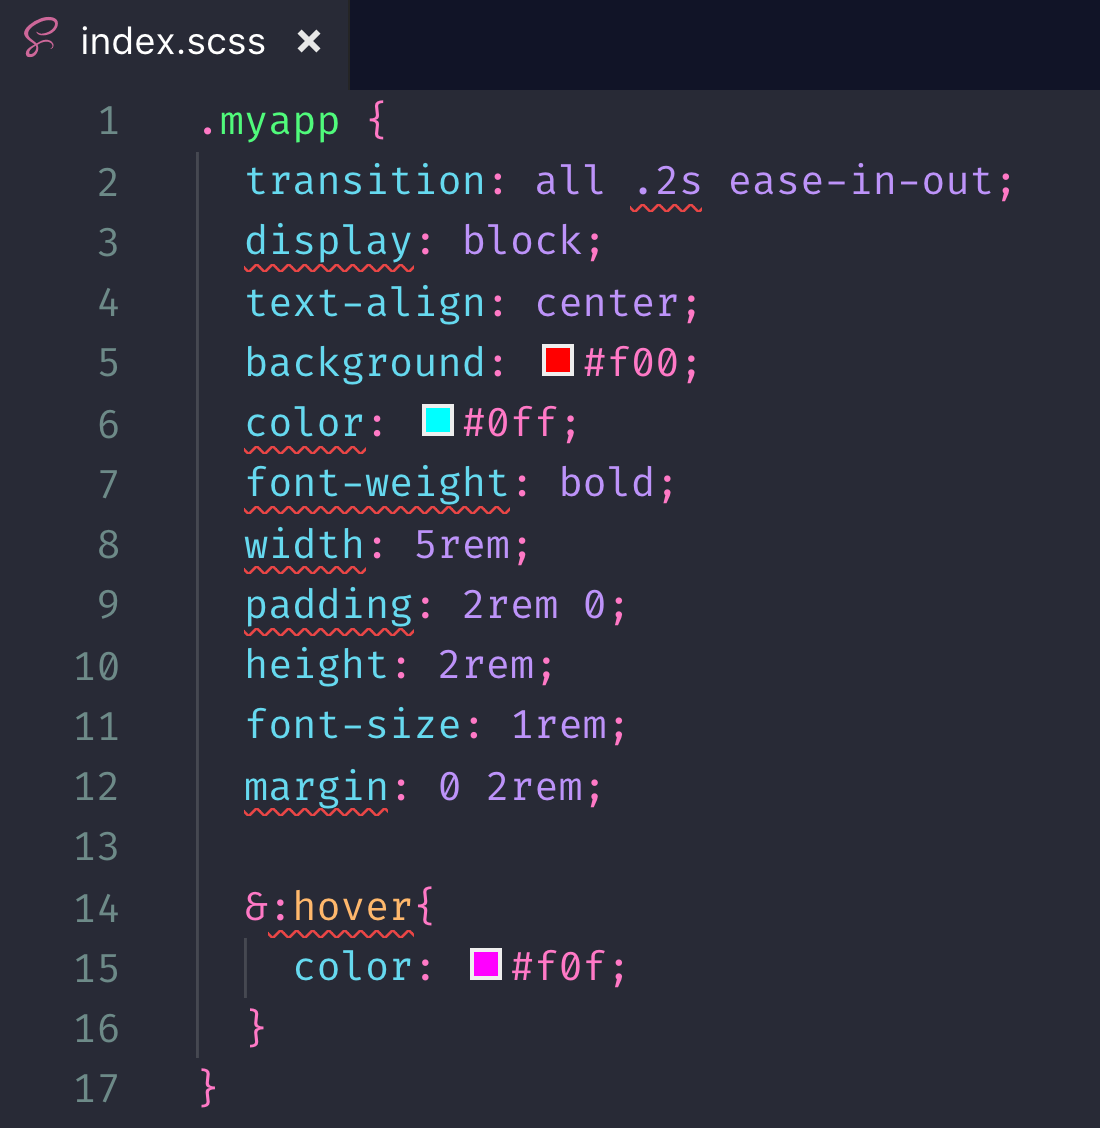 index.scss ×
1 .myapp {
2 transition: all .2s ease-in-out;
3 display: block;
4 text-align: center;
5 background: #f00;
6 color: #0ff;
7 font-weight: bold;
8 width: 5rem;
9 padding: 2rem 0;
10 height: 2rem;
11 font-size: 1rem;
12 margin: 0 2rem;
13
14 &:hover{
15 color: #f0f;
16 }
17 }